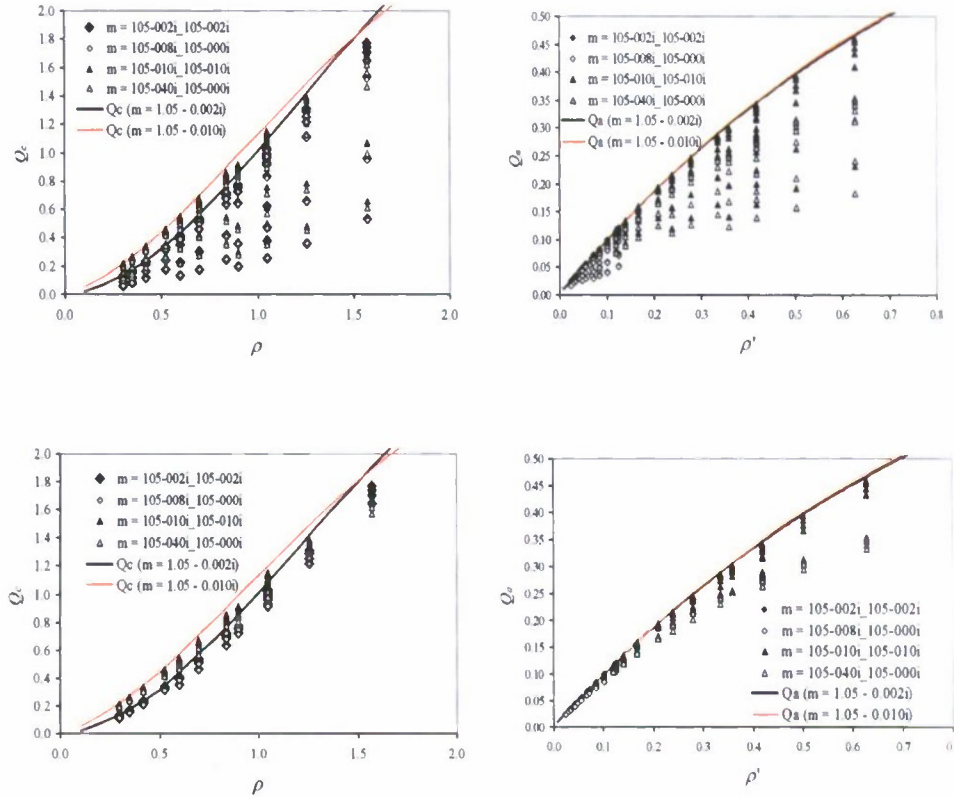 2.0
1.8
1.6
1.4
1.2
1.0
0.8
0.6
0.4
0.2
0.0
Qc
m = 105-002i_105-002i
m = 105-008i_105-000i
m = 105-010i_105-010i
m = 105-040i_105-000i
Qc (m = 1.05 - 0.002i)
Qc (m = 1.05 - 0.010i)
0.0 0.5 1.0 1.5 2.0
ρ
0.50
0.45
0.40
0.35
0.30
0.25
0.20
0.15
0.10
0.05
0.00
Qa
m = 105-002i_105-002i
m = 105-008i_105-000i
m = 105-010i_105-010i
m = 105-040i_105-000i
Qa (m = 1.05 - 0.002i)
Qa (m = 1.05 - 0.010i)
0.0 0.1 0.2 0.3 0.4 0.5 0.6 0.7 0.8
ρ'
2.0
1.8
1.6
1.4
1.2
1.0
0.8
0.6
0.4
0.2
0.0
Qc
m = 105-002i_105-002i
m = 105-008i_105-000i
m = 105-010i_105-010i
m = 105-040i_105-000i
Qc (m = 1.05 - 0.002i)
Qc (m = 1.05 - 0.010i)
0.0 0.5 1.0 1.5 2.0
ρ
0.50
0.45
0.40
0.35
0.30
0.25
0.20
0.15
0.10
0.05
0.00
Qa
m = 105-002i_105-002i
m = 105-008i_105-000i
m = 105-010i_105-010i
m = 105-040i_105-000i
Qa (m = 1.05 - 0.002i)
Qa (m = 1.05 - 0.010i)
0.0 0.1 0.2 0.3 0.4 0.5 0.6 0.7
ρ'